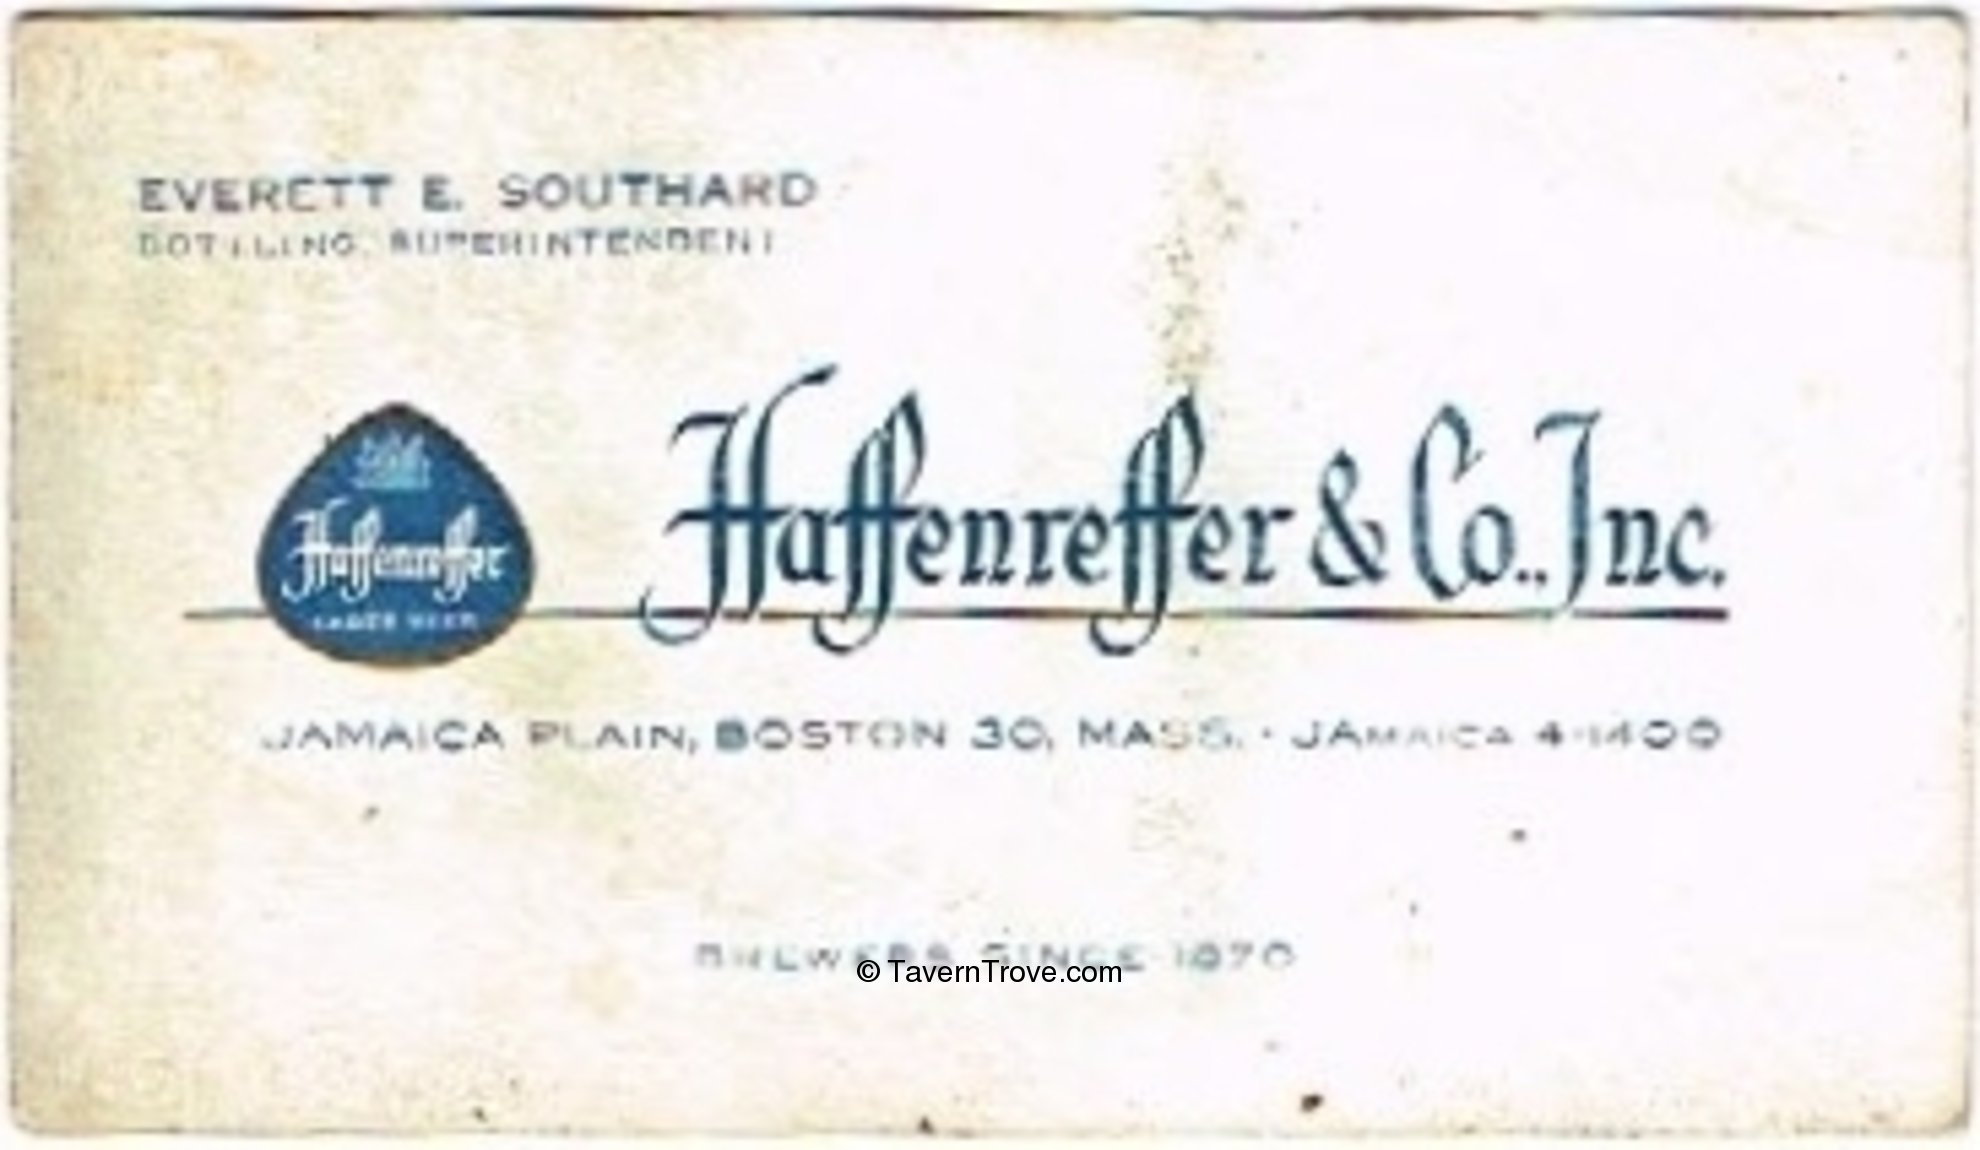 EVERETT E. SOUTHARD
BOTTLING SUPERINTENDENT
Haffenreffer & Co., Inc.
Haffenreffer
LAGER BEER
JAMAICA PLAIN, BOSTON 30, MASS. · JAMAICA 4-1400
BREWERS SINCE 1870
© TavernTrove.com